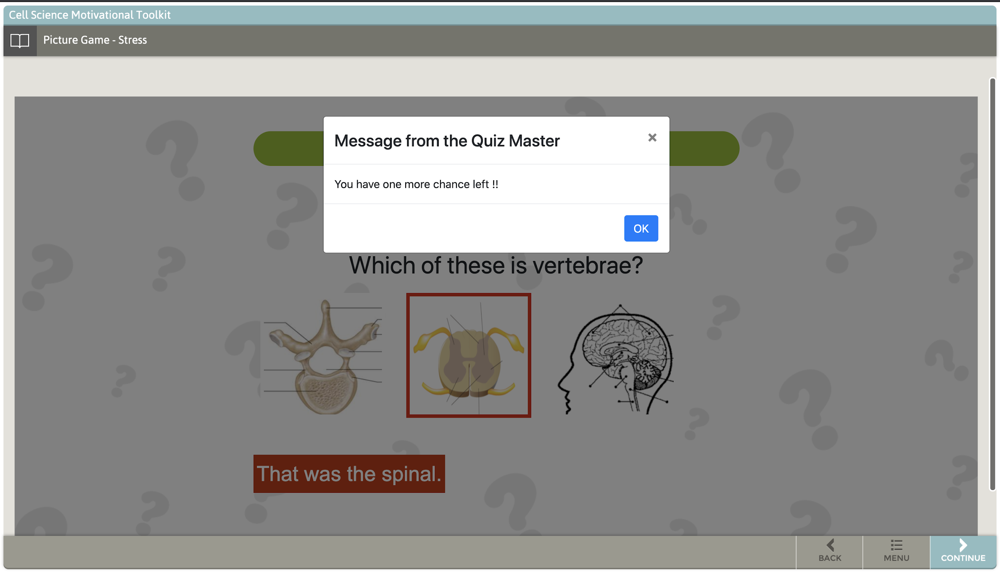 Cell Science Motivational Toolkit
Picture Game - Stress
Message from the Quiz Master
×
You have one more chance left !!
OK
Which of these is vertebrae?
That was the spinal.
BACK
MENU
CONTINUE